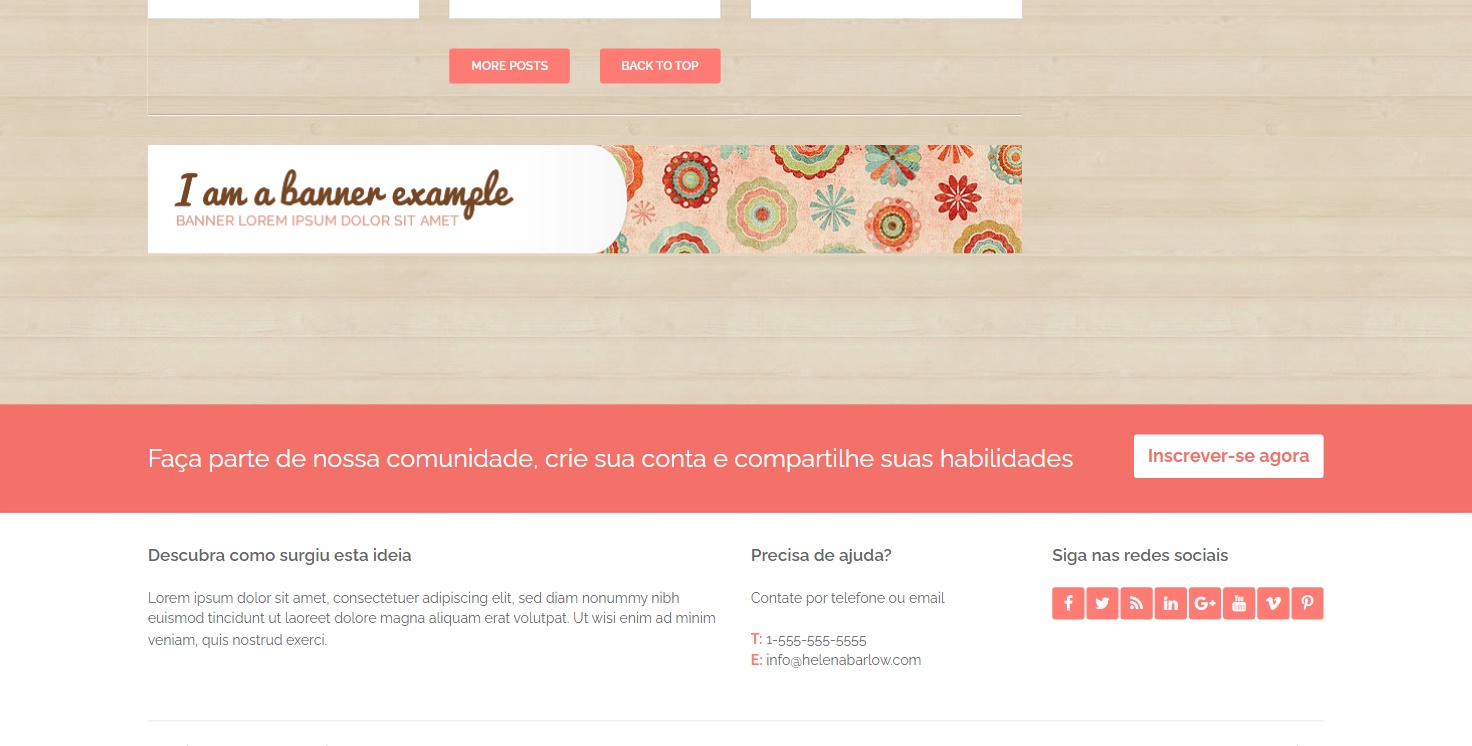 MORE POSTS
BACK TO TOP
I am a banner example
BANNER LOREM IPSUM DOLOR SIT AMET
Faça parte de nossa comunidade, crie sua conta e compartilhe suas habilidades
Inscrever-se agora
Descubra como surgiu esta ideia
Lorem ipsum dolor sit amet, consectetuer adipiscing elit, sed diam nonummy nibh
euismod tincidunt ut laoreet dolore magna aliquam erat volutpat. Ut wisi enim ad minim
veniam, quis nostrud exerci.
Precisa de ajuda?
Contate por telefone ou email
T: 1-555-555-5555
E: info@helenabarlow.com
Siga nas redes sociais